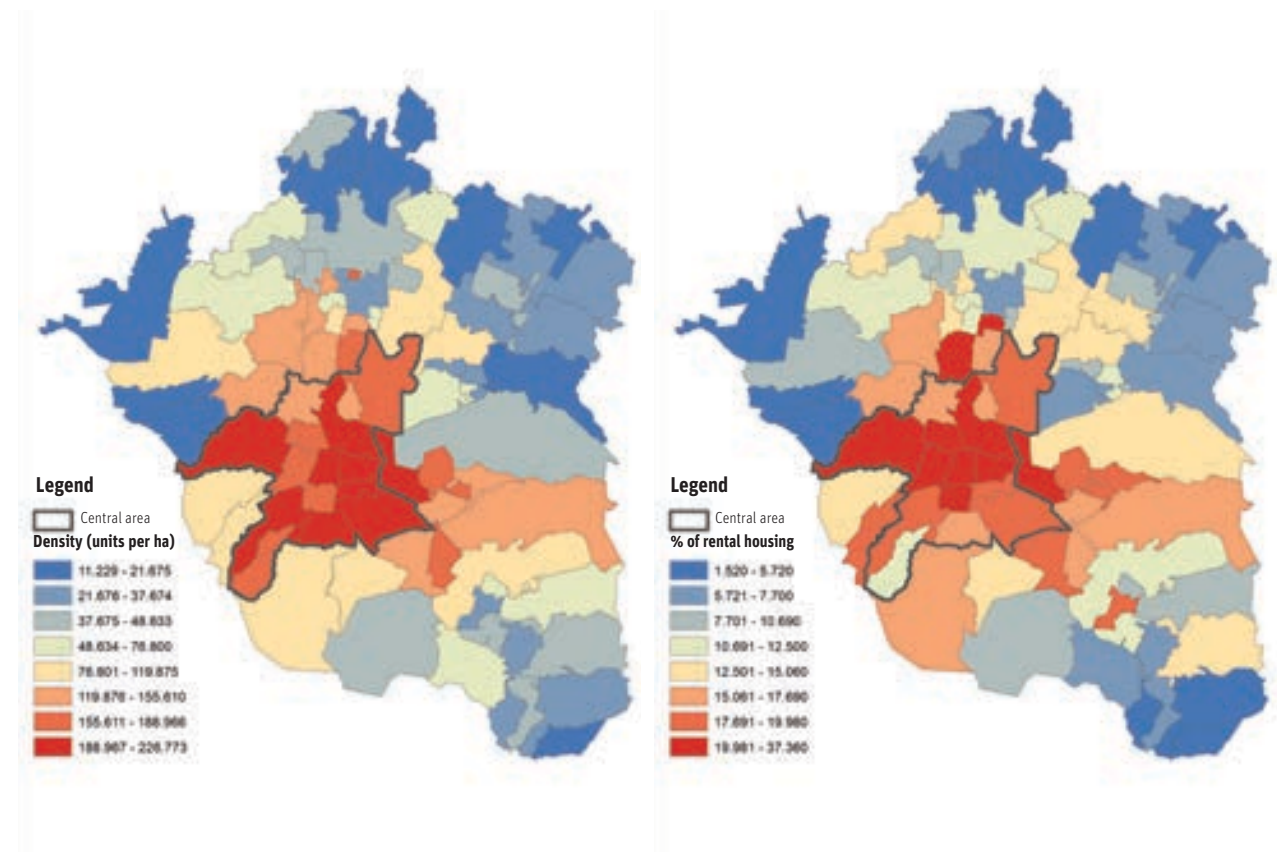 Legend
Central area
Density (units per ha)
11.229 - 21.675
21.676 - 37.674
37.675 - 48.633
48.634 - 76.800
76.801 - 119.875
119.876 - 155.610
155.611 - 188.966
188.967 - 226.773
Legend
Central area
% of rental housing
1.520 - 5.720
5.721 - 7.700
7.701 - 10.690
10.691 - 12.500
12.501 - 15.060
15.061 - 17.690
17.691 - 19.980
19.981 - 37.360